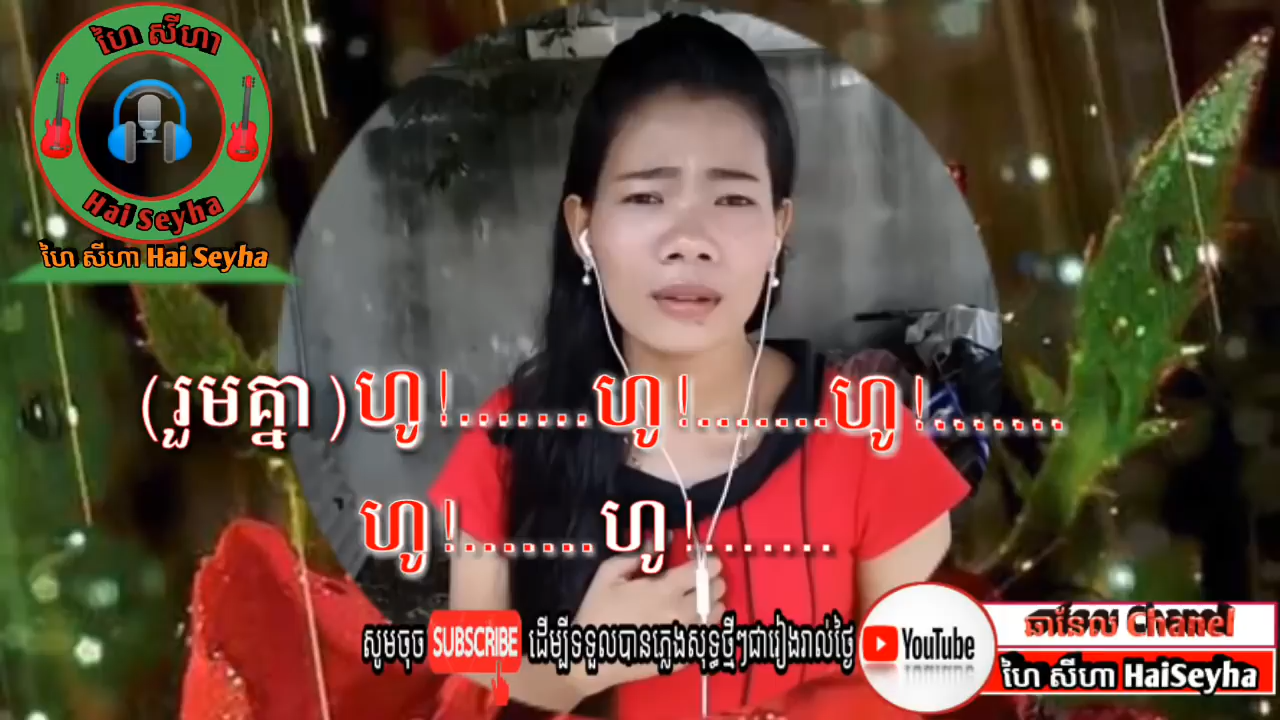 ហៃ សីហា
Hai Seyha
ហៃ សីហា Hai Seyha
(រួមគ្នា) ហូ!.......ហូ!.......ហូ!.......
ហូ!.......ហូ!........
សូមចុច SUBSCRIBE ដើម្បីទទួលបានភ្លេងសុទ្ធថ្មីៗជារៀងរាល់ថ្ងៃ
YouTube
ឆានែល Chanel
ហៃ សីហា HaiSeyha